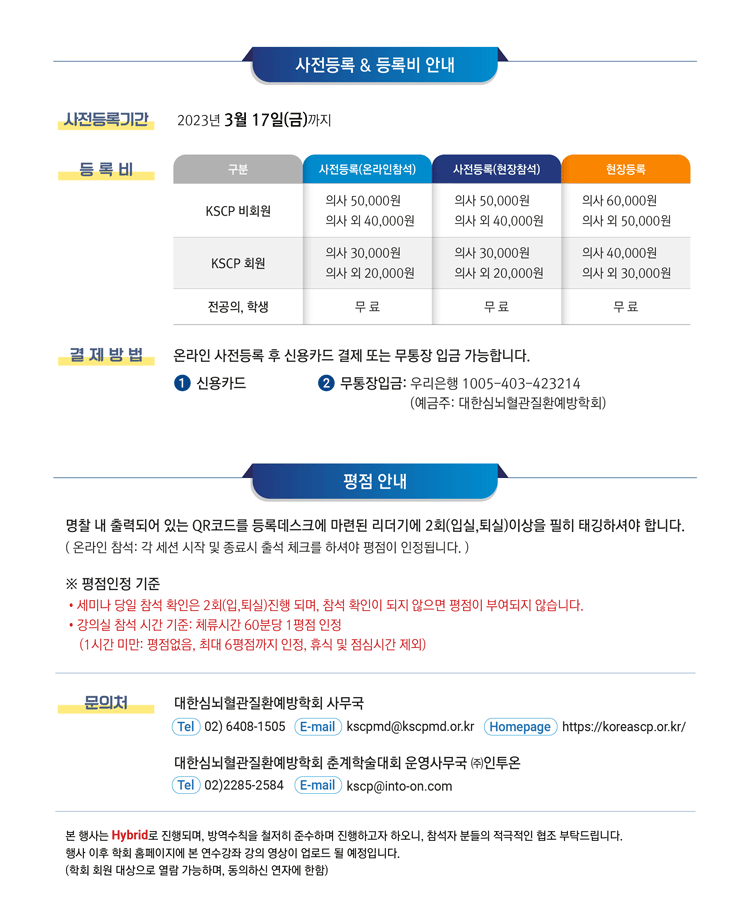 사전등록 & 등록비 안내
사전등록기간
2023년 3월 17일(금)까지
등 록 비
구분 사전등록(온라인참석) 사전등록(현장참석) 현장등록
KSCP 비회원
의사 50,000원 의사 50,000원 의사 60,000원
의사 외 40,000원 의사 외 40,000원 의사 외 50,000원
KSCP 회원
의사 30,000원 의사 30,000원 의사 40,000원
의사 외 20,000원 의사 외 20,000원 의사 외 30,000원
전공의, 학생 무 료 무 료 무 료
결 제 방 법
온라인 사전등록 후 신용카드 결제 또는 무통장 입금 가능합니다.
1 신용카드 2 무통장입금: 우리은행 1005-403-423214
(예금주: 대한심뇌혈관질환예방학회)
평점 안내
명찰 내 출력되어 있는 QR코드를 등록데스크에 마련된 리더기에 2회(입실,퇴실)이상을 필히 태깅하셔야 합니다.
( 온라인 참석: 각 세션 시작 및 종료시 출석 체크를 하셔야 평점이 인정됩니다. )
※ 평점인정 기준
• 세미나 당일 참석 확인은 2회(입,퇴실)진행 되며, 참석 확인이 되지 않으면 평점이 부여되지 않습니다.
• 강의실 참석 시간 기준: 체류시간 60분당 1평점 인정
(1시간 미만: 평점없음, 최대 6평점까지 인정, 휴식 및 점심시간 제외)
문의처
대한심뇌혈관질환예방학회 사무국
Tel 02) 6408-1505 E-mail kscpmd@kscpmd.or.kr Homepage https://koreascp.or.kr/
대한심뇌혈관질환예방학회 춘계학술대회 운영사무국 ㈜인투온
Tel 02)2285-2584 E-mail kscp@into-on.com
본 행사는 Hybrid로 진행되며, 방역수칙을 철저히 준수하며 진행하고자 하오니, 참석자 분들의 적극적인 협조 부탁드립니다.
행사 이후 학회 홈페이지에 본 연수강좌 강의 영상이 업로드 될 예정입니다.
(학회 회원 대상으로 열람 가능하며, 동의하신 연자에 한함)